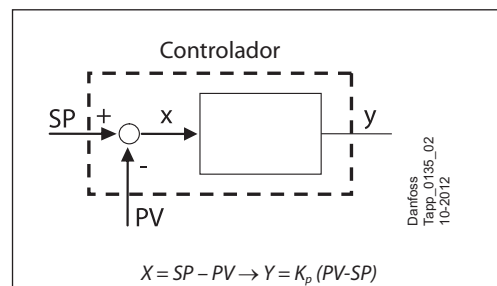 Controlador
SP
+
x
y
-
PV
Danfoss
Tapp_0135_02
10-2012
X = SP – PV → Y = Kp (PV-SP)